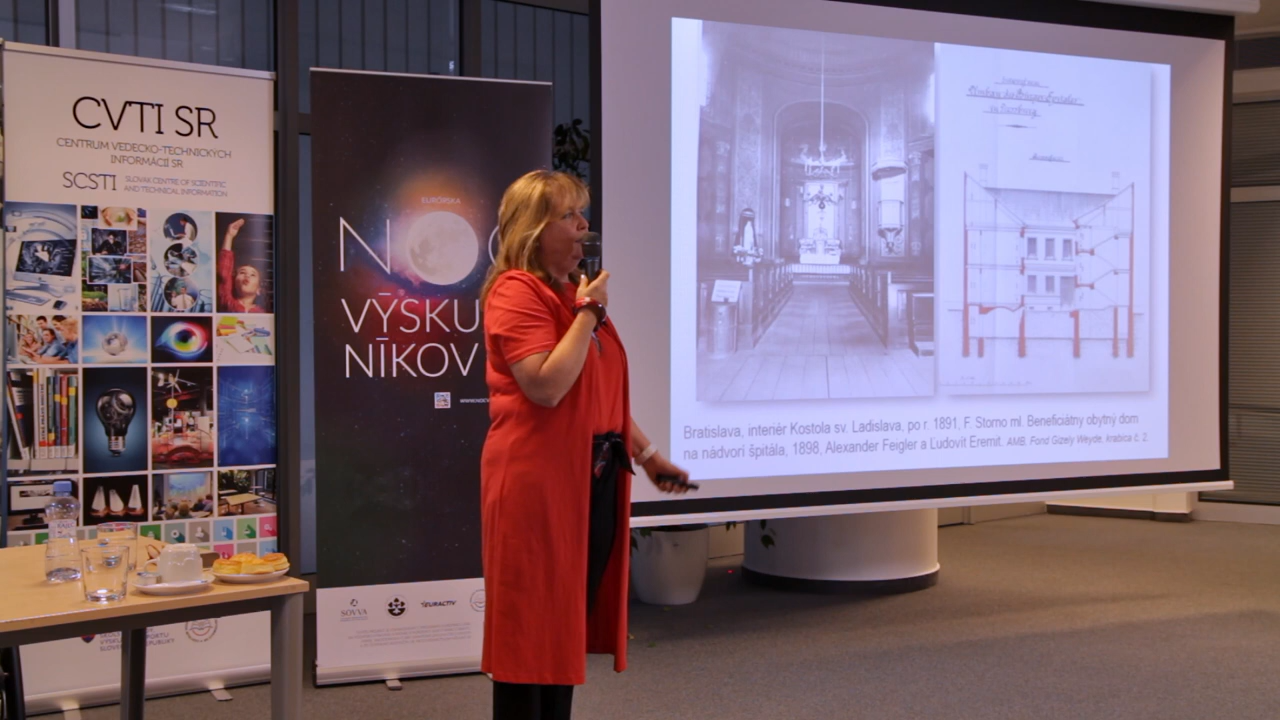 CVTI SR
CENTRUM VEDECKO-TECHNICKÝCH
INFORMÁCIÍ SR
SCSTI
SLOVAK CENTRE OF SCIENTIFIC
AND TECHNICAL INFORMATION
EURÓPSKA
NOC
VÝSKU
NÍKOV
SOVVA
EURACTIV
Bratislava, interiér Kostola sv. Ladislava, po r. 1891, F. Storno ml. Beneficiátny obytný dom
na nádvorí špitála, 1898, Alexander Feigler a Ľudovít Eremit. AMB, Fond Gizely Weyde, krabica č. 2.